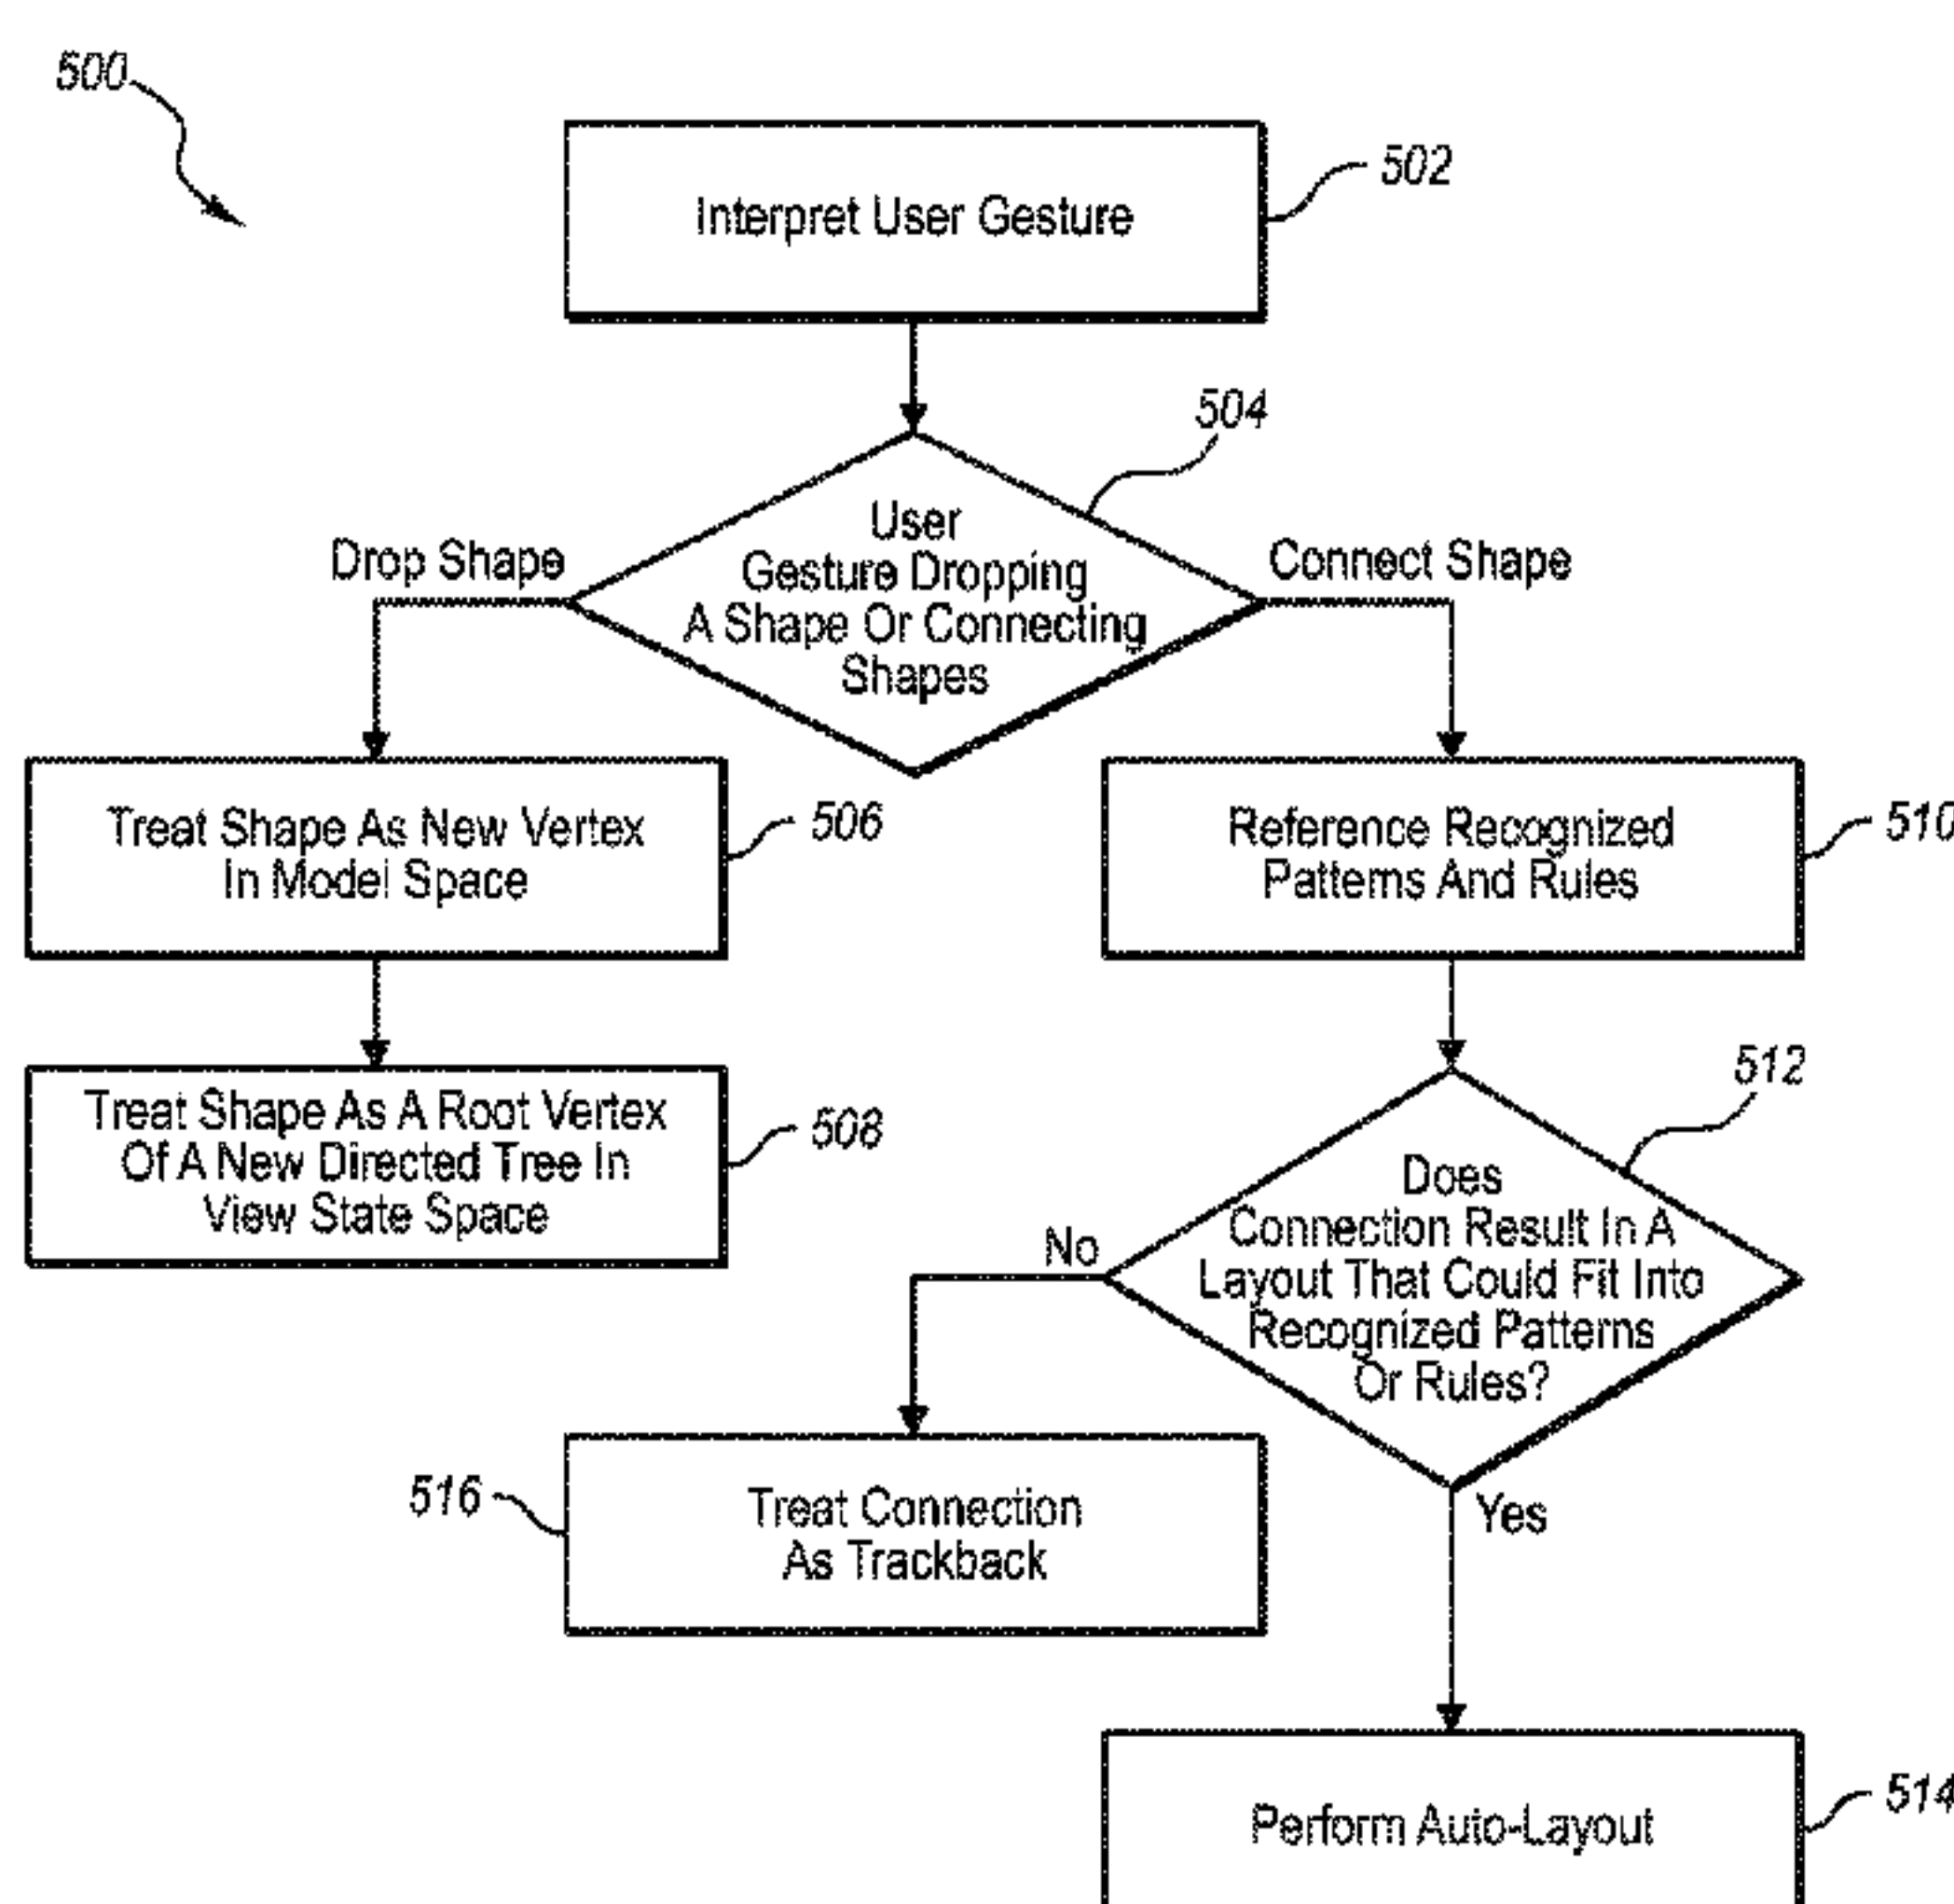 500
Interpret User Gesture
502
504
User
Gesture Dropping
A Shape Or Connecting
Shapes
Drop Shape
Connect Shape
Treat Shape As New Vertex
In Model Space
506
Reference Recognized
Patterns And Rules
510
Treat Shape As A Root Vertex
Of A New Directed Tree In
View State Space
508
512
Does
Connection Result In A
Layout That Could Fit Into
Recognized Patterns
Or Rules?
No
Yes
516
Treat Connection
As Trackback
Perform Auto-Layout
514